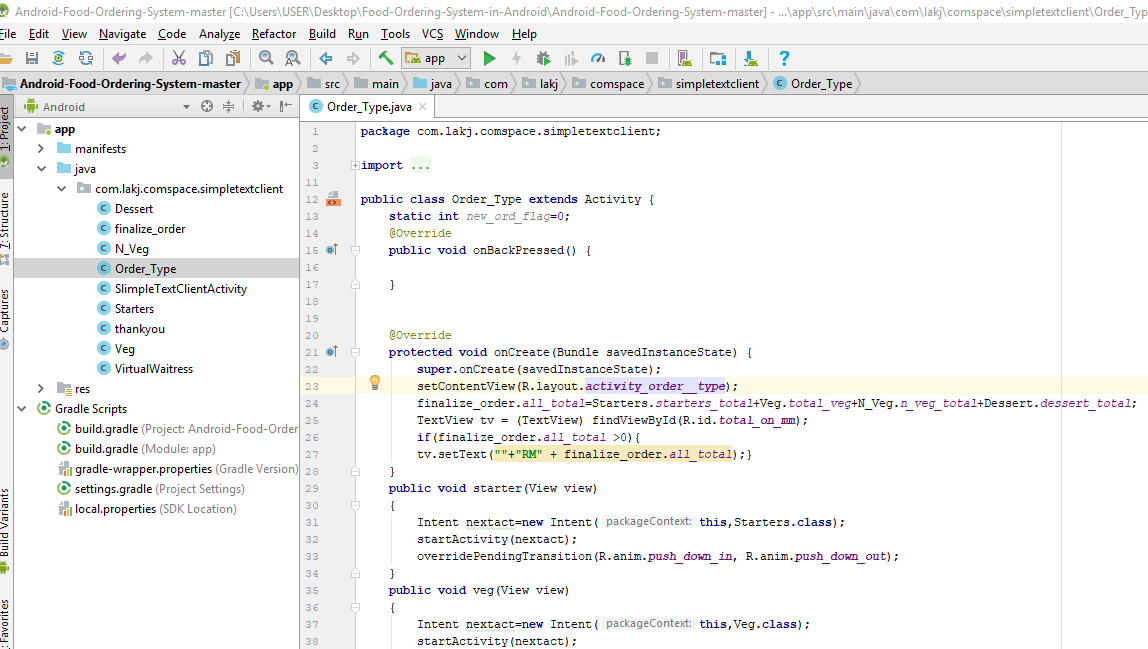 Android-Food-Ordering-System-master [C:\Users\USER\Desktop\Food-Ordering-System-in-Android\Android-Food-Ordering-System-master] - ...\app\src\main\java\com\lakj\comspace\simpletextclient\Order_Typ
File Edit View Navigate Code Analyze Refactor Build Run Tools VCS Window Help
app
Android-Food-Ordering-System-master app src main java com lakj comspace simpletextclient Order_Type
Android
Order_Type.java
1: Project
7: Structure
Captures
Build Variants
Favorites
app
manifests
java
com.lakj.comspace.simpletextclient
Dessert
finalize_order
N_Veg
Order_Type
SlimpleTextClientActivity
Starters
thankyou
Veg
VirtualWaitress
res
Gradle Scripts
build.gradle (Project: Android-Food-Order
build.gradle (Module: app)
gradle-wrapper.properties (Gradle Version)
settings.gradle (Project Settings)
local.properties (SDK Location)
1 package com.lakj.comspace.simpletextclient;
2
3 import ...
11
12 public class Order_Type extends Activity {
13 static int new_ord_flag=0;
14 @Override
15 public void onBackPressed() {
16
17 }
18
19
20 @Override
21 protected void onCreate(Bundle savedInstanceState) {
22 super.onCreate(savedInstanceState);
23 setContentView(R.layout.activity_order__type);
24 finalize_order.all_total=Starters.starters_total+Veg.total_veg+N_Veg.n_veg_total+Dessert.dessert_total;
25 TextView tv = (TextView) findViewById(R.id.total_on_mm);
26 if(finalize_order.all_total >0){
27 tv.setText(""+"RM" + finalize_order.all_total);}
28 }
29 public void starter(View view)
30 {
31 Intent nextact=new Intent( packageContext: this,Starters.class);
32 startActivity(nextact);
33 overridePendingTransition(R.anim.push_down_in, R.anim.push_down_out);
34 }
35 public void veg(View view)
36 {
37 Intent nextact=new Intent( packageContext: this,Veg.class);
38 startActivity(nextact);